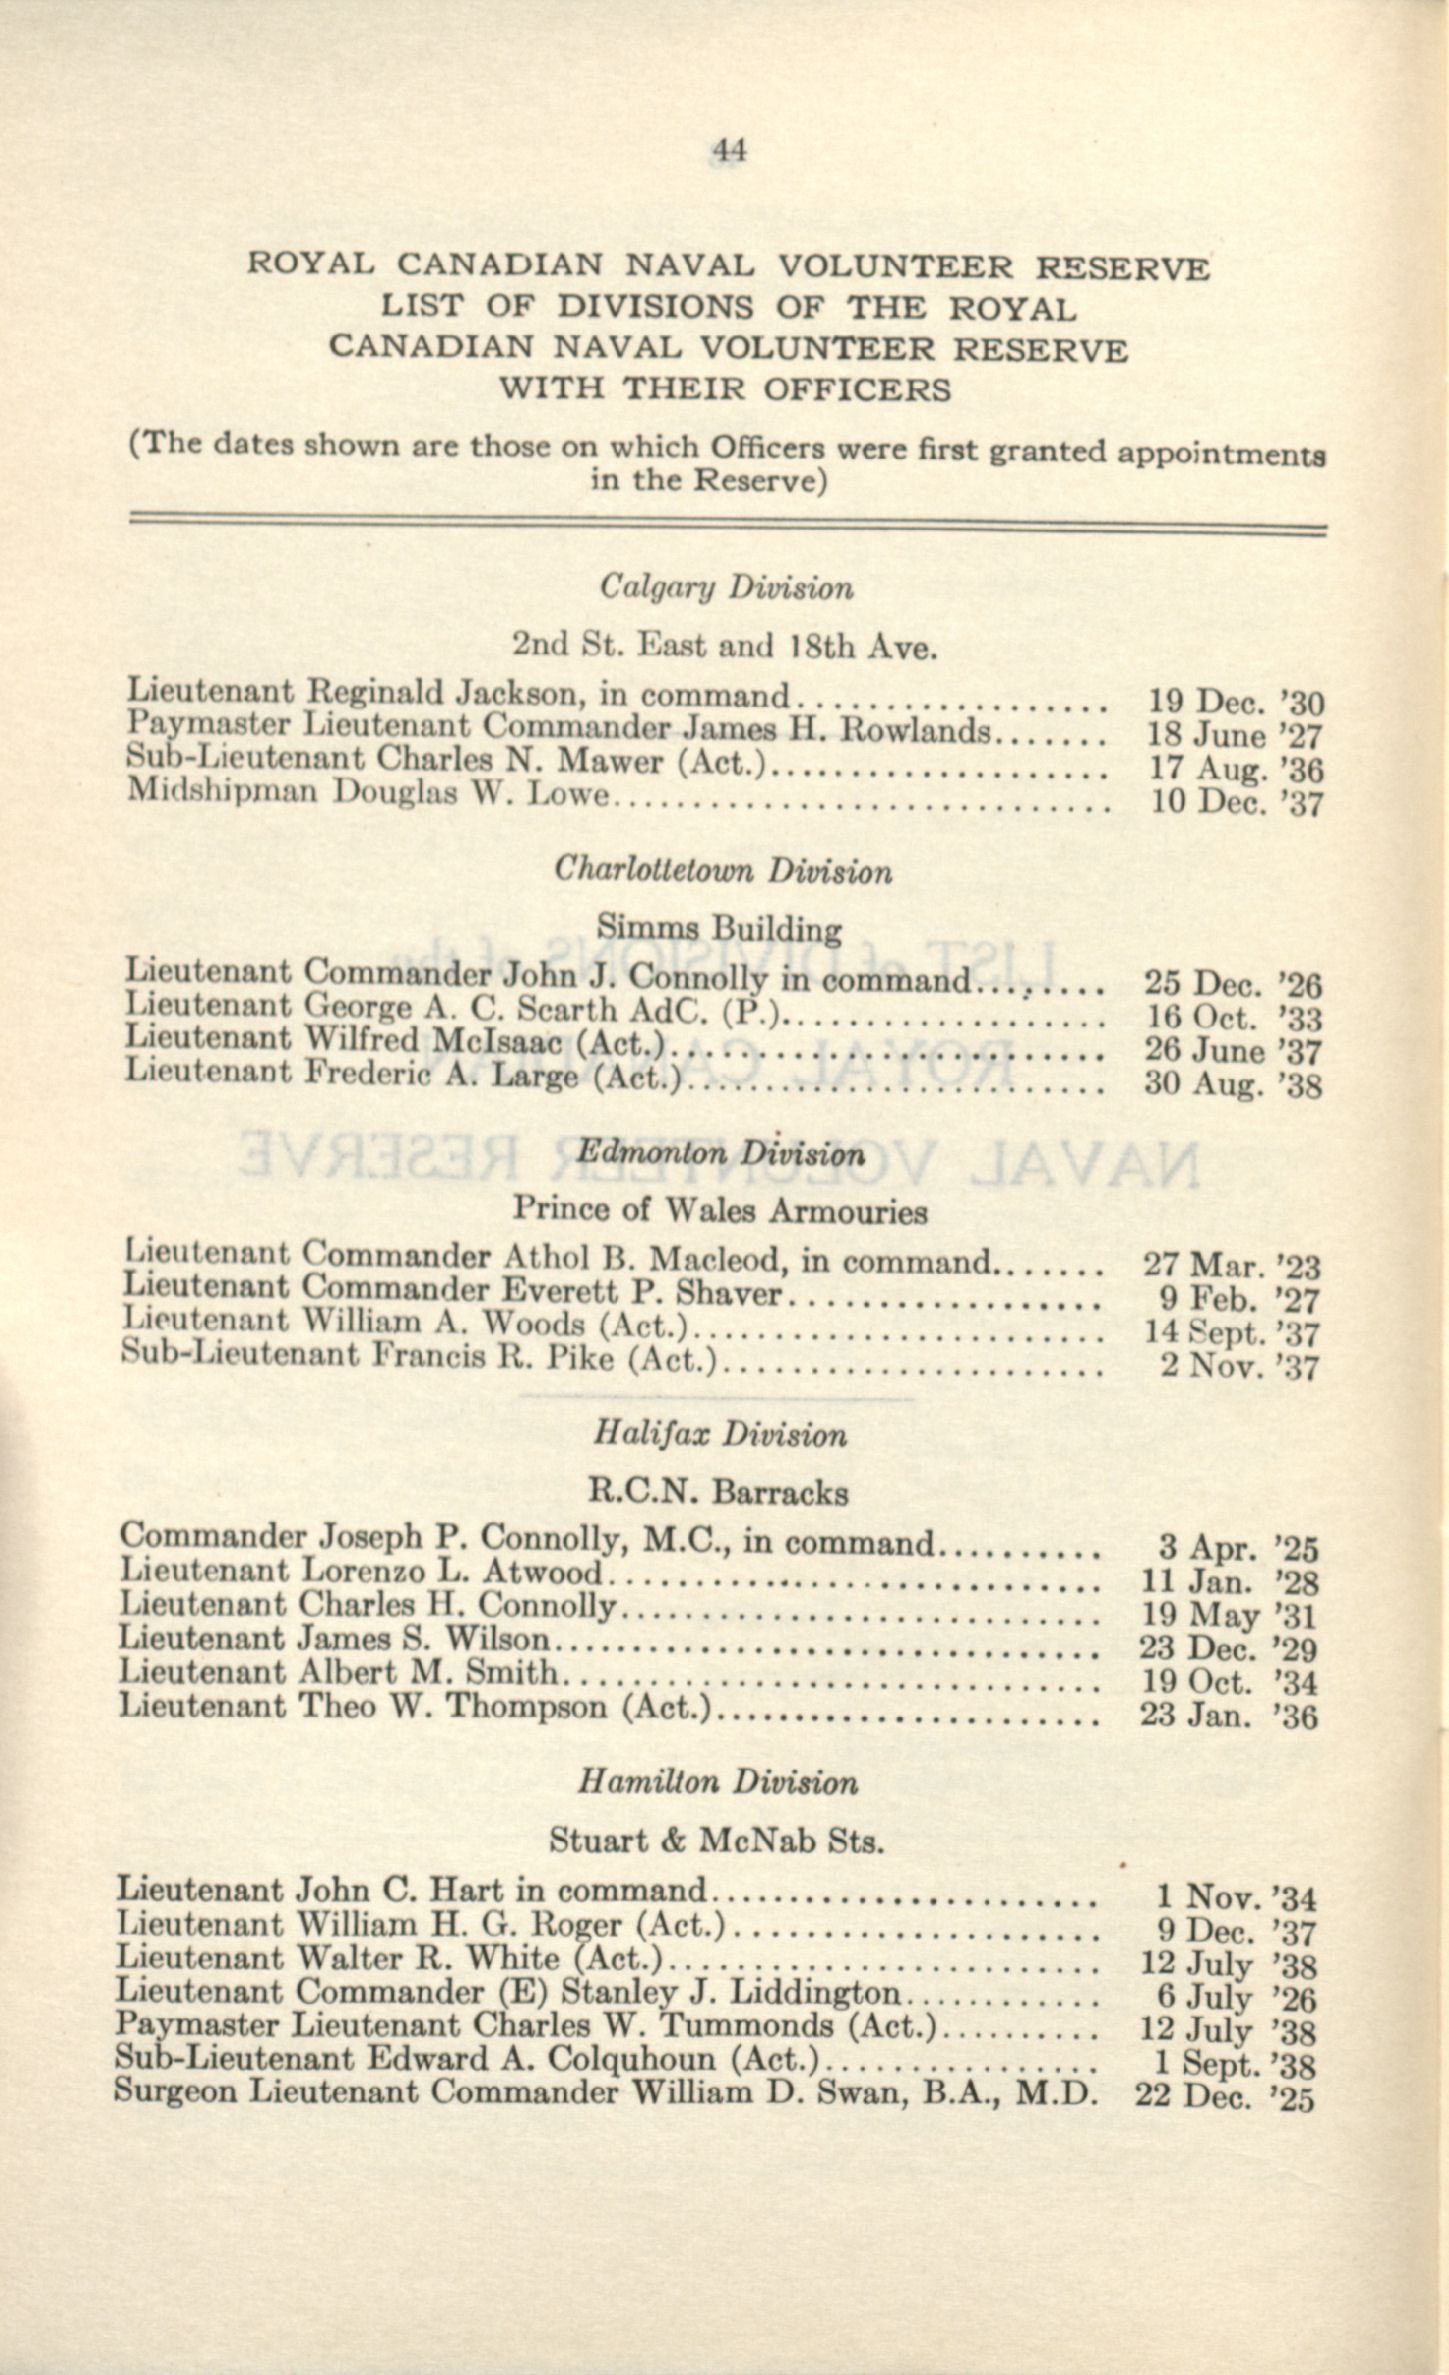 44
ROYAL CANADIAN NAVAL VOLUNTEER RESERVE
LIST OF DIVISIONS OF THE ROYAL
CANADIAN NAVAL VOLUNTEER RESERVE
WITH THEIR OFFICERS
(The dates shown are those on which Officers were first granted appointments
in the Reserve)
Calgary Division
2nd St. East and 18th Ave.
Lieutenant Reginald Jackson, in command.................. 19 Dec. ’30
Paymaster Lieutenant Commander James H. Rowlands....... 18 June ’27
Sub-Lieutenant Charles N. Mawer (Act.).................... 17 Aug. ’36
Midshipman Douglas W. Lowe............................. 10 Dec. ’37
Charlottetown Division
Simms Building
Lieutenant Commander John J. Connolly in command........ 25 Dec. ’26
Lieutenant George A. C. Scarth AdC. (P.)................... 16 Oct. ’33
Lieutenant Wilfred McIsaac (Act.).......................... 26 June ’37
Lieutenant Frederic A. Large (Act.)......................... 30 Aug. ’38
Edmonton Division
Prince of Wales Armouries
Lieutenant Commander Athol B. Macleod, in command....... 27 Mar. ’23
Lieutenant Commander Everett P. Shaver.................. 9 Feb. ’27
Lieutenant William A. Woods (Act.)........................ 14 Sept. ’37
Sub-Lieutenant Francis R. Pike (Act.)....................... 2 Nov. ’37
Halifax Division
R.C.N. Barracks
Commander Joseph P. Connolly, M.C., in command.......... 3 Apr. ’25
Lieutenant Lorenzo L. Atwood............................. 11 Jan. ’28
Lieutenant Charles H. Connolly............................ 19 May ’31
Lieutenant James S. Wilson................................ 23 Dec. ’29
Lieutenant Albert M. Smith............................... 19 Oct. ’34
Lieutenant Theo W. Thompson (Act.)....................... 23 Jan. ’36
Hamilton Division
Stuart & McNab Sts.
Lieutenant John C. Hart in command....................... 1 Nov. ’34
Lieutenant William H. G. Roger (Act.)...................... 9 Dec. ’37
Lieutenant Walter R. White (Act.).......................... 12 July ’38
Lieutenant Commander (E) Stanley J. Liddington............ 6 July ’26
Paymaster Lieutenant Charles W. Tummonds (Act.).......... 12 July ’38
Sub-Lieutenant Edward A. Colquhoun (Act.)................ 1 Sept. ’38
Surgeon Lieutenant Commander William D. Swan, B.A., M.D. 22 Dec. ’25